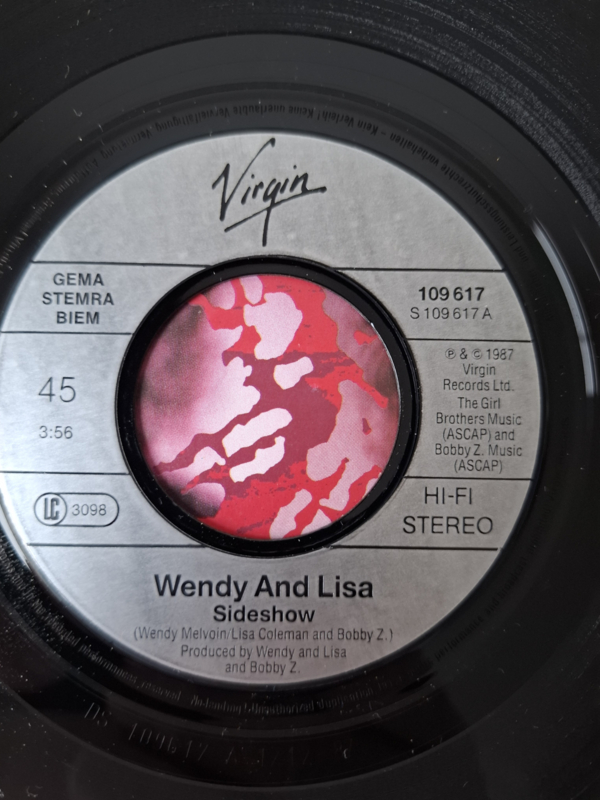 Virgin
GEMA
STEMRA
BIEM
45
3:56
LC 3098
109 617
S 109 617 A
℗ & © 1987
Virgin
Records Ltd.
The Girl
Brothers Music
(ASCAP) and
Bobby Z. Music
(ASCAP)
HI-FI
STEREO
Wendy And Lisa
Sideshow
(Wendy Melvoin/Lisa Coleman and Bobby Z.)
Produced by Wendy and Lisa
and Bobby Z.